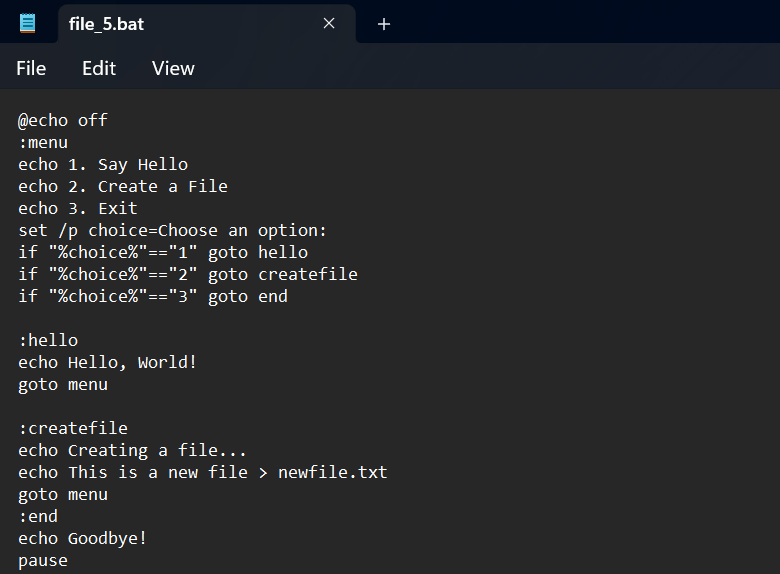 file_5.bat
File Edit View
@echo off
:menu
echo 1. Say Hello
echo 2. Create a File
echo 3. Exit
set /p choice=Choose an option:
if "%choice%"=="1" goto hello
if "%choice%"=="2" goto createfile
if "%choice%"=="3" goto end

:hello
echo Hello, World!
goto menu

:createfile
echo Creating a file...
echo This is a new file > newfile.txt
goto menu
:end
echo Goodbye!
pause